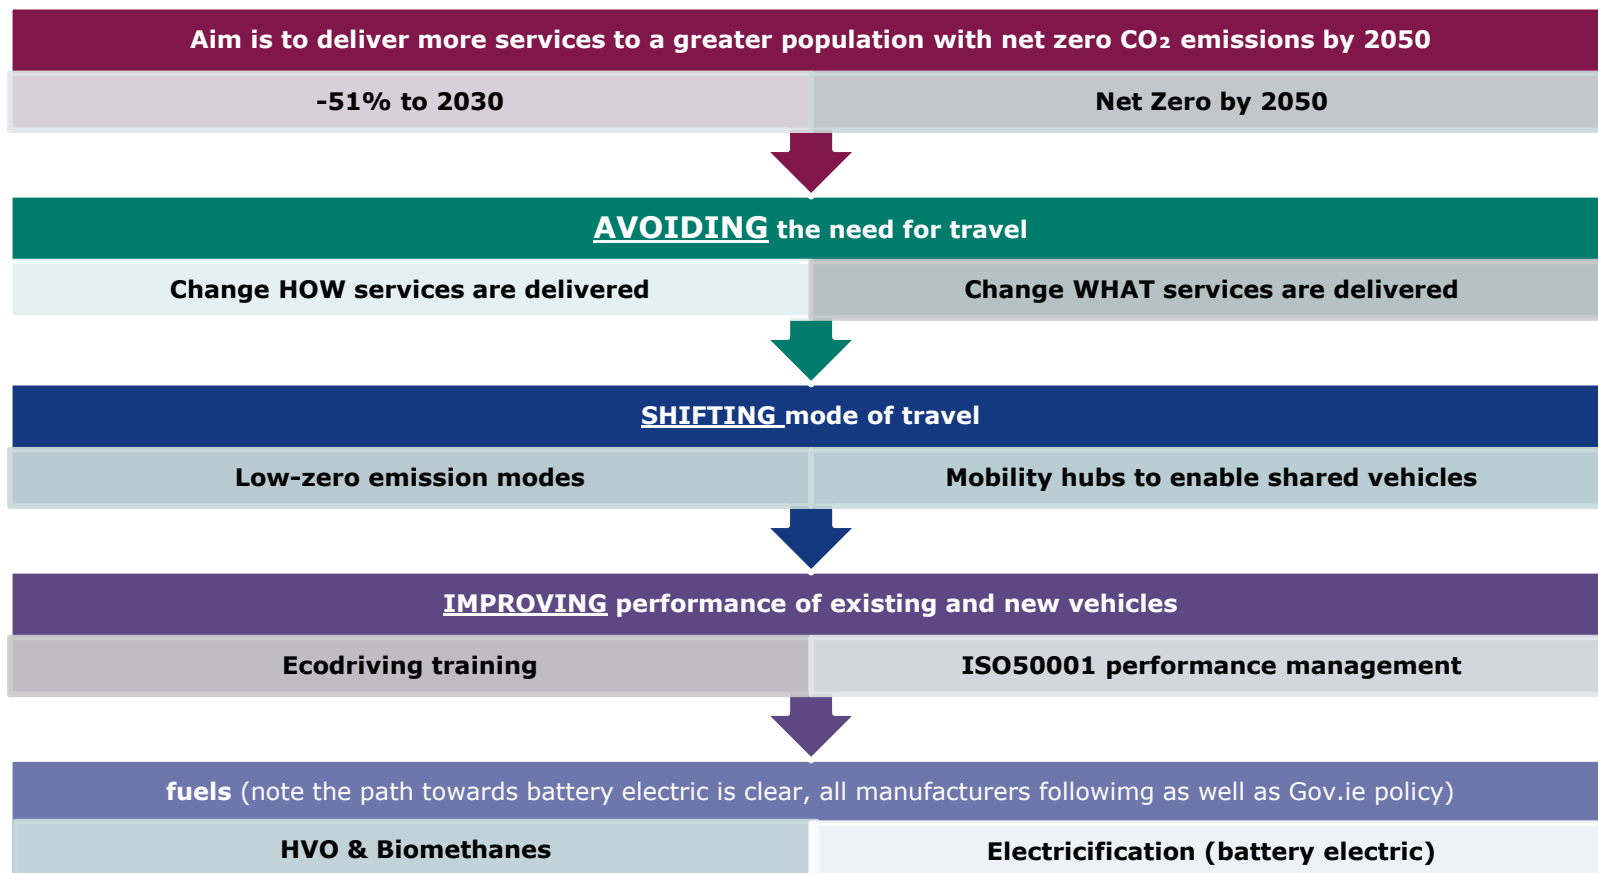 Aim is to deliver more services to a greater population with net zero CO₂ emissions by 2050
-51% to 2030
Net Zero by 2050
AVOIDING the need for travel
Change HOW services are delivered
Change WHAT services are delivered
SHIFTING mode of travel
Low-zero emission modes
Mobility hubs to enable shared vehicles
IMPROVING performance of existing and new vehicles
Ecodriving training
ISO50001 performance management
fuels (note the path towards battery electric is clear, all manufacturers followimg as well as Gov.ie policy)
HVO & Biomethanes
Electricification (battery electric)